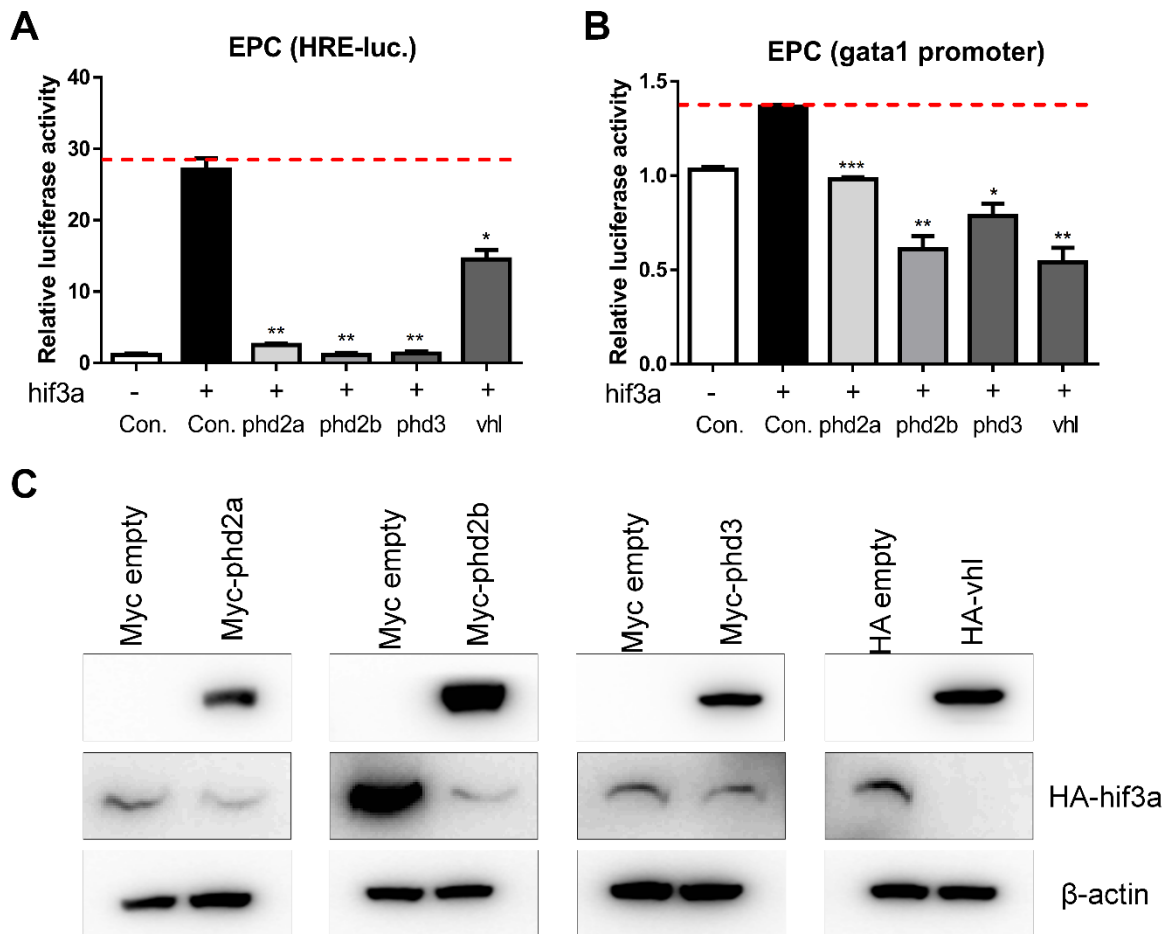 A
EPC (HRE-luc.)
Relative luciferase activity
40
30
20
10
0
** ** ** *
hif3a - + + + + +
Con. Con. phd2a phd2b phd3 vhl
B
EPC (gata1 promoter)
Relative luciferase activity
1.5
1.0
0.5
0.0
*** ** * **
hif3a - + + + + +
Con. Con. phd2a phd2b phd3 vhl
C
Myc empty Myc-phd2a Myc empty Myc-phd2b Myc empty Myc-phd3 HA empty HA-vhl
HA-hif3a
β-actin